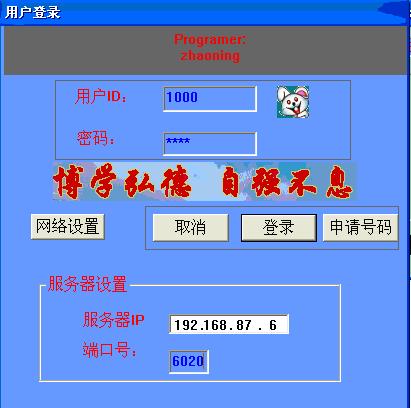 用户登录
Programer:
zhaoning
用户ID：
1000
密码：
****
博学弘德 自强不息
网络设置
取消
登录
申请号码
服务器设置
服务器IP
192.168.87.6
端口号：
6020